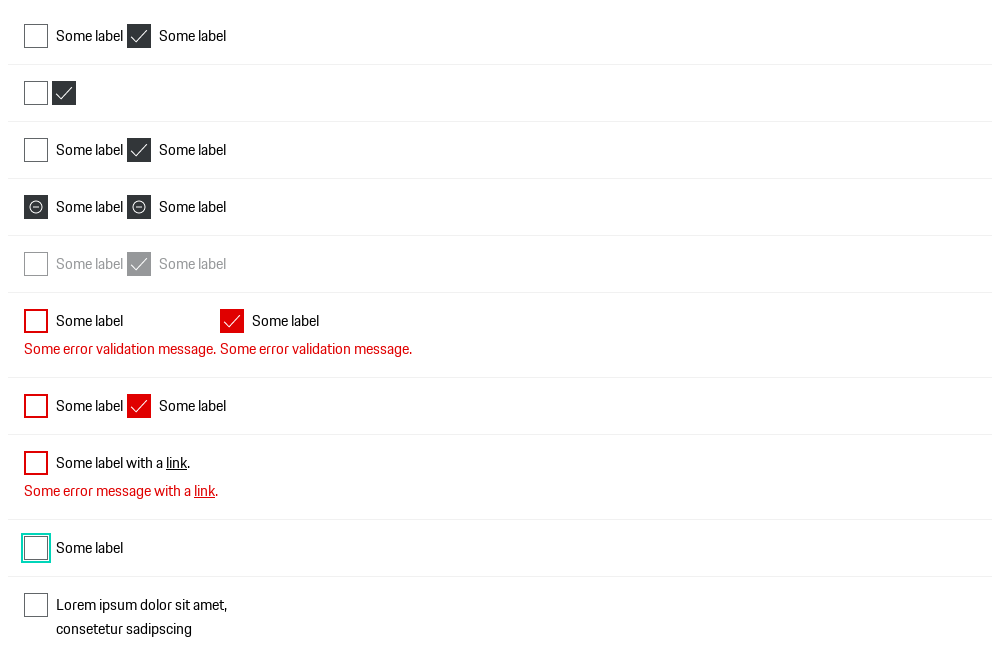 Some label Some label
Some label Some label
Some label Some label
Some label Some label
Some label Some label
Some error validation message. Some error validation message.
Some label Some label
Some label with a link.
Some error message with a link.
Some label
Lorem ipsum dolor sit amet,
consetetur sadipscing